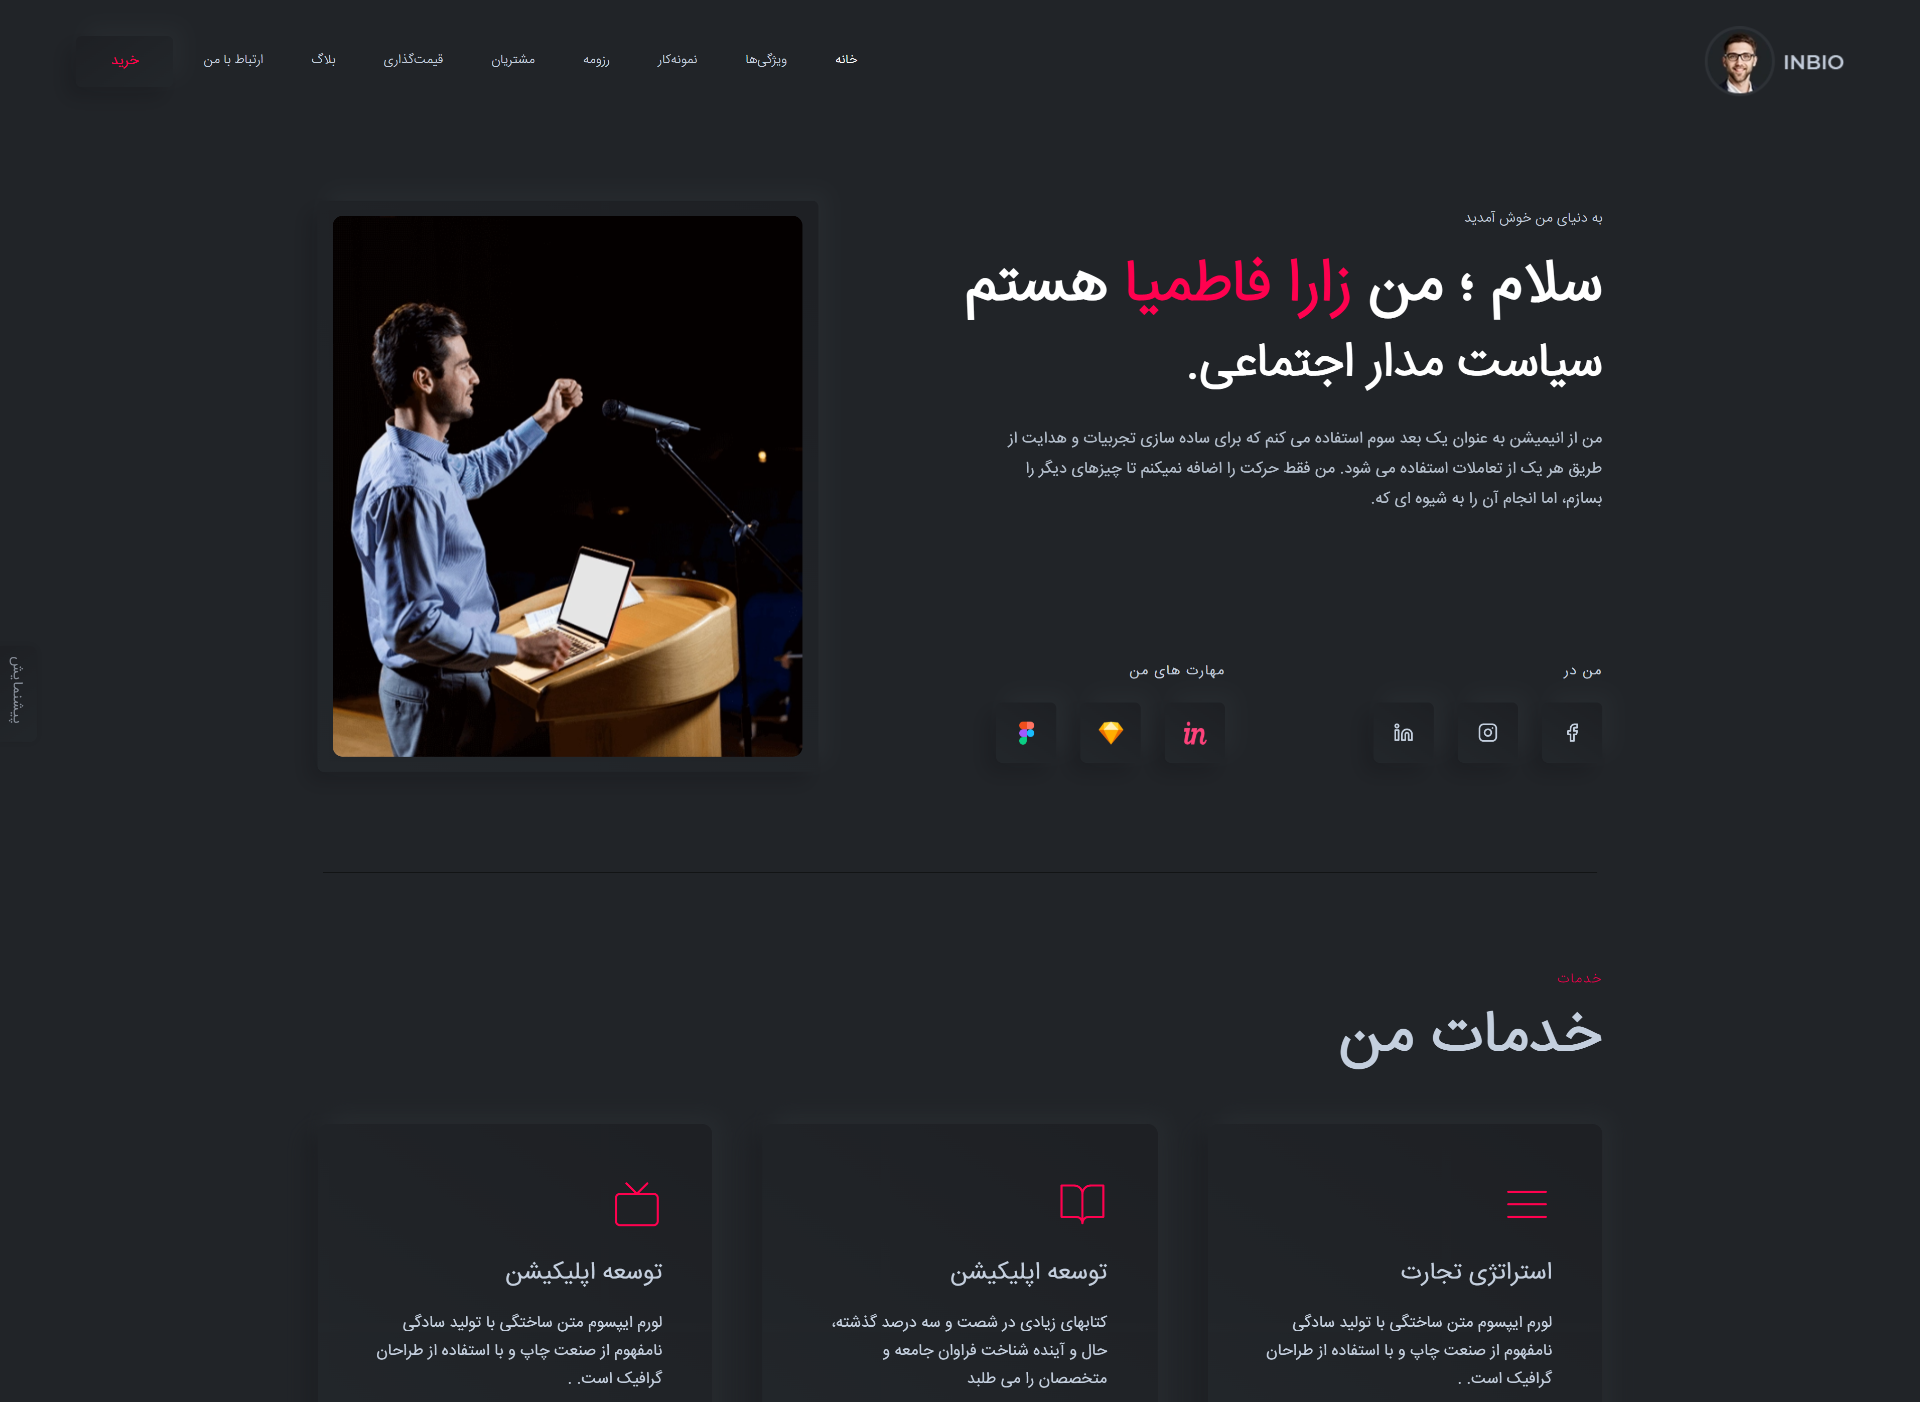 INBIO
خانه
ویژگی‌ها
نمونه‌کار
رزومه
مشتریان
قیمت‌گذاری
بلاگ
ارتباط با من
خرید
به دنیای من خوش آمدید
سلام ؛ من زارا فاطمیا هستم
سیاست مدار اجتماعی.
من از انیمیشن به عنوان یک بعد سوم استفاده می کنم که برای ساده سازی تجربیات و هدایت از
طریق هر یک از تعاملات استفاده می شود. من فقط حرکت را اضافه نمیکنم تا چیزهای دیگر را
بسازم، اما انجام آن را به شیوه ای که.
من در
مهارت های من
in
پیشنمایش
خدمات
خدمات من
استراتژی تجارت
لورم ایپسوم متن ساختگی با تولید سادگی
نامفهوم از صنعت چاپ و با استفاده از طراحان
گرافیک است. .
توسعه اپلیکیشن
کتابهای زیادی در شصت و سه درصد گذشته،
حال و آینده شناخت فراوان جامعه و
متخصصان را می طلبد
توسعه اپلیکیشن
لورم ایپسوم متن ساختگی با تولید سادگی
نامفهوم از صنعت چاپ و با استفاده از طراحان
گرافیک است. .